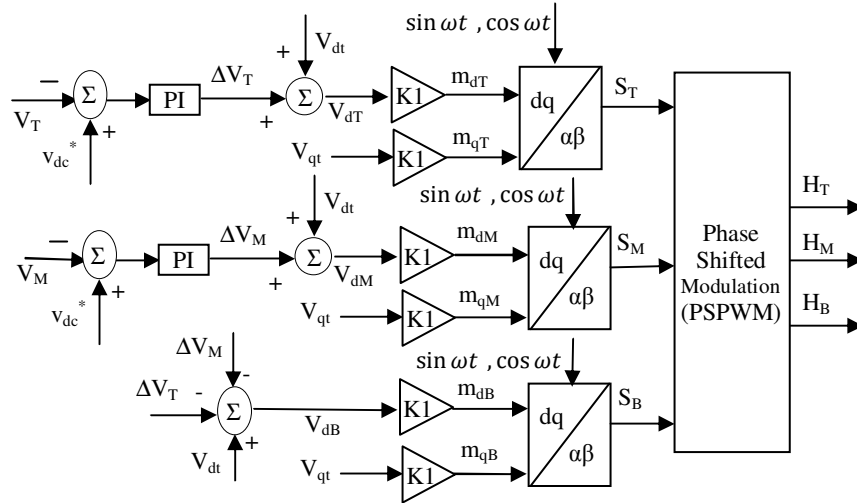 sin ωt , cos ωt
V_dt
+
−
Σ
PI
ΔV_T
+
Σ
V_dT
K1
m_dT
dq
αβ
S_T
V_T
+
v_dc*
V_qt
K1
m_qT
sin ωt , cos ωt
V_dt
+
−
Σ
PI
ΔV_M
+
Σ
V_dM
K1
m_dM
dq
αβ
S_M
V_M
+
v_dc*
V_qt
K1
m_qM
sin ωt , cos ωt
ΔV_M
-
ΔV_T
-
Σ
V_dB
K1
m_dB
dq
αβ
S_B
V_dt
+
V_qt
K1
m_qB
Phase
Shifted
Modulation
(PSPWM)
H_T
H_M
H_B